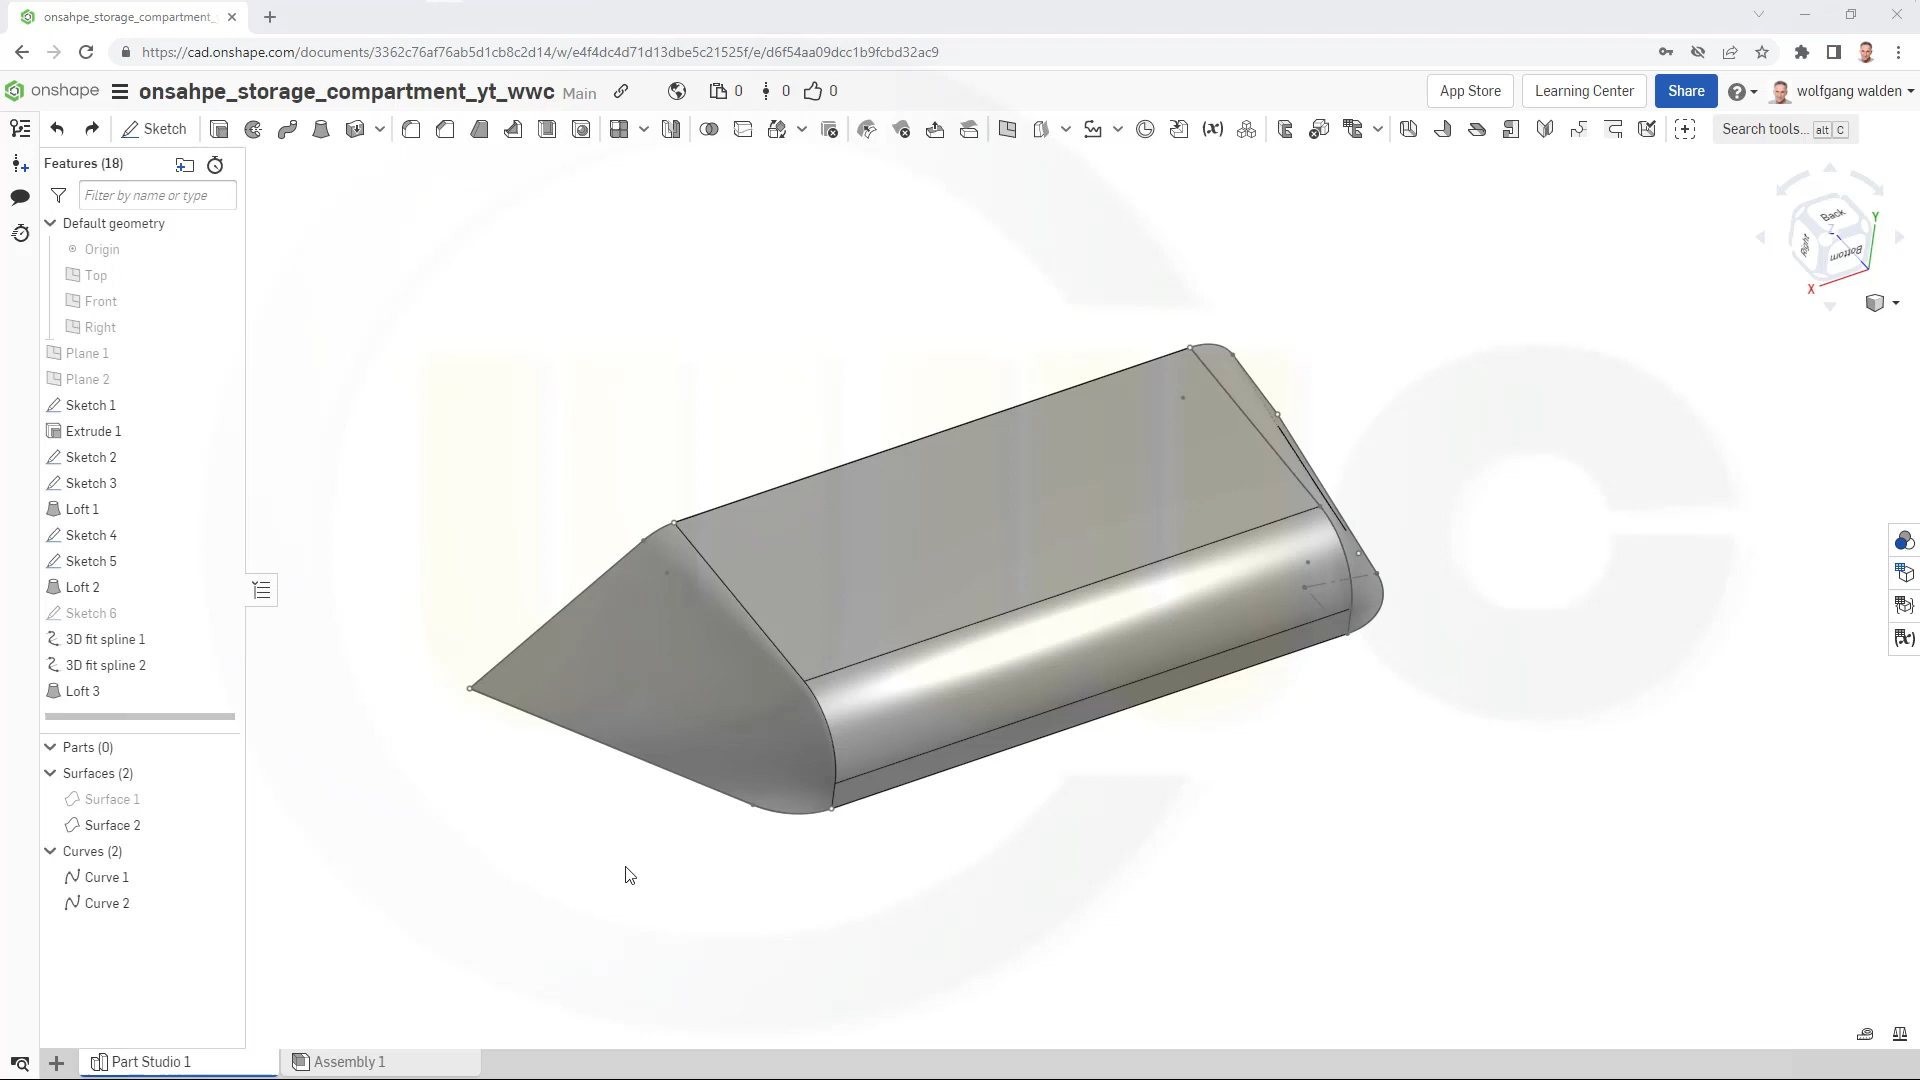 onsahpe_storage_compartment_
https://cad.onshape.com/documents/3362c76af76ab5d1cb8c2d14/w/e4f4dc4d71d13dbe5c21525f/e/d6f54aa09dcc1b9fcbd32ac9
onshape
onsahpe_storage_compartment_yt_wwc Main 0 0 0
App Store Learning Center Share wolfgang walden
Sketch (x) Search tools... alt C
Features (18)
Filter by name or type
Default geometry
Origin
Top
Front
Right
Plane 1
Plane 2
Sketch 1
Extrude 1
Sketch 2
Sketch 3
Loft 1
Sketch 4
Sketch 5
Loft 2
Sketch 6
3D fit spline 1
3D fit spline 2
Loft 3
Parts (0)
Surfaces (2)
Surface 1
Surface 2
Curves (2)
Curve 1
Curve 2
Back
Y
Z
Right
Bottom
X
(x)
Part Studio 1
Assembly 1